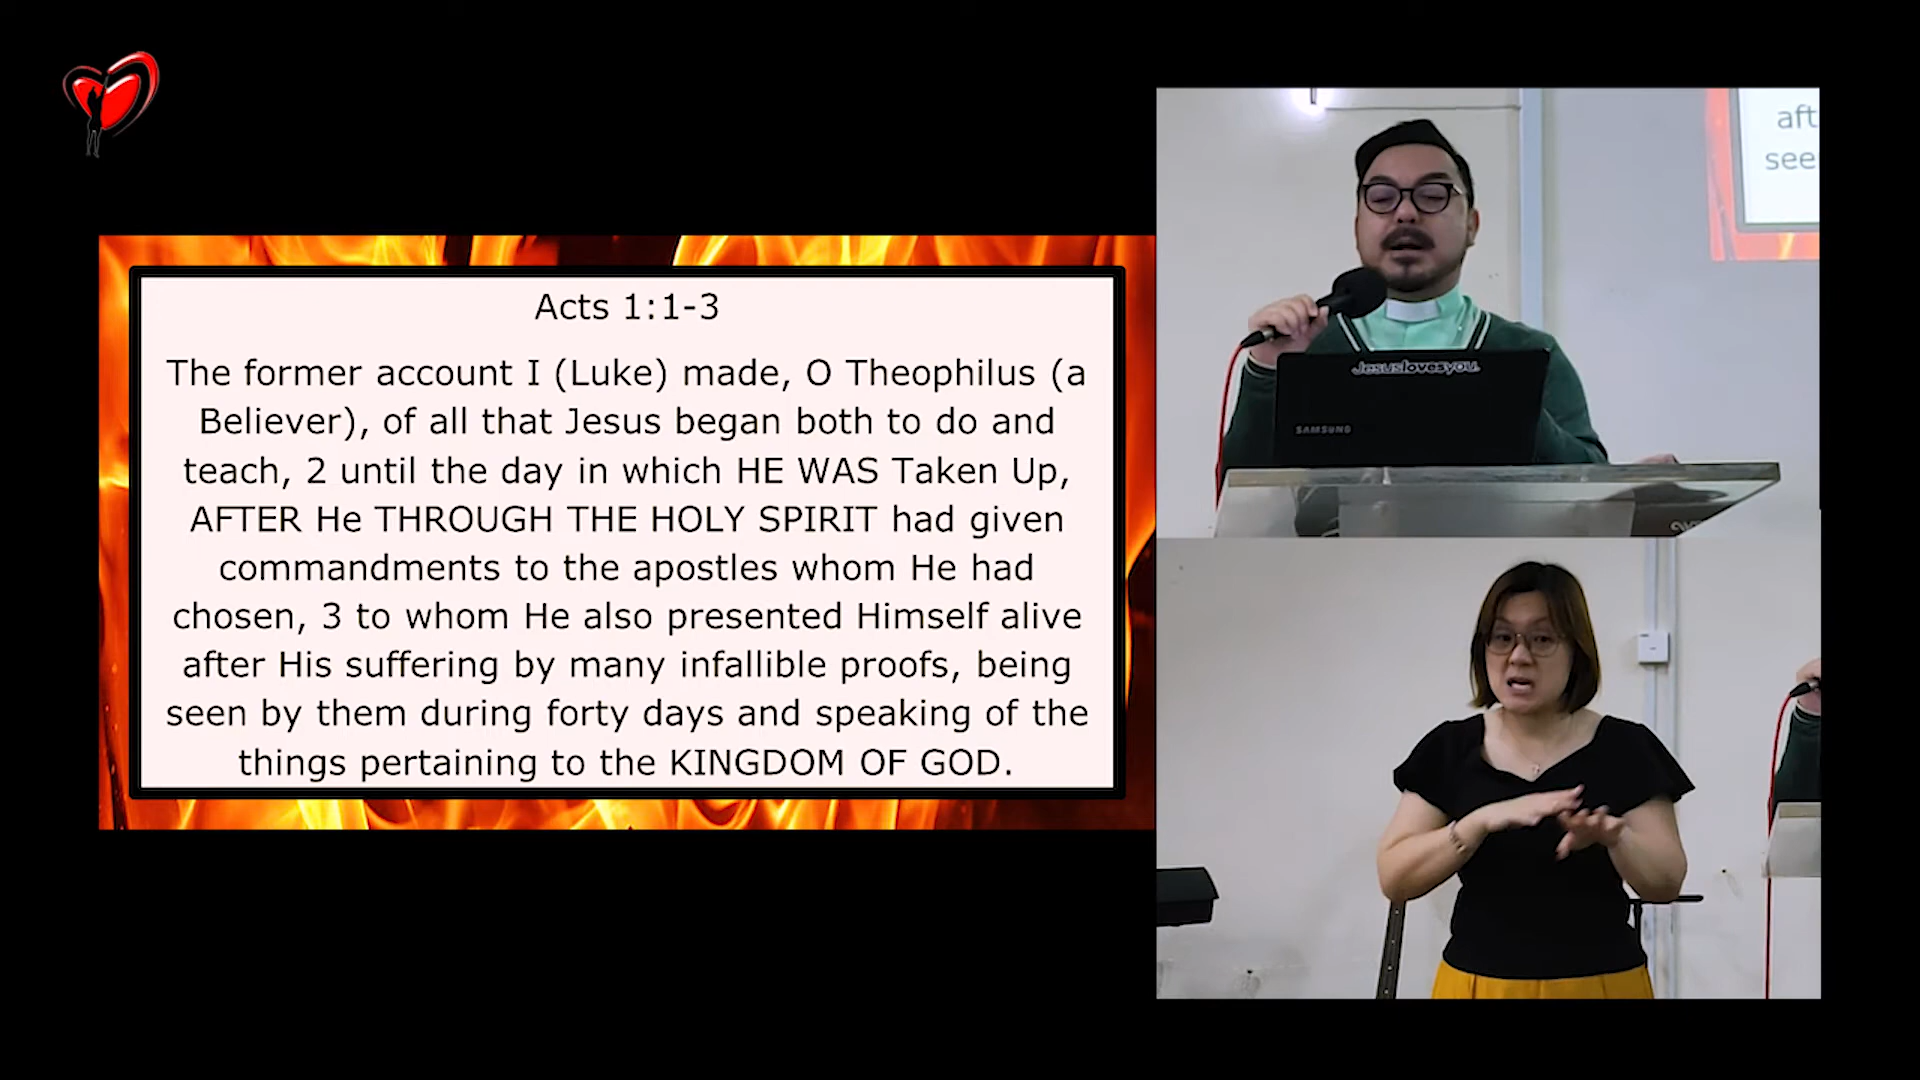 Acts 1:1-3
The former account I (Luke) made, O Theophilus (a
Believer), of all that Jesus began both to do and
teach, 2 until the day in which HE WAS Taken Up,
AFTER He THROUGH THE HOLY SPIRIT had given
commandments to the apostles whom He had
chosen, 3 to whom He also presented Himself alive
after His suffering by many infallible proofs, being
seen by them during forty days and speaking of the
things pertaining to the KINGDOM OF GOD.
aft
see
Jesuslovesyou.
SAMSUNG